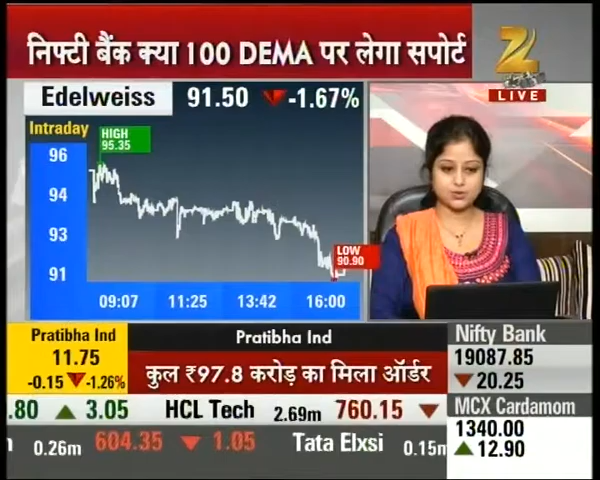 निफ्टी बैंक क्या 100 DEMA पर लेगा सपोर्ट
Z
LIVE
Edelweiss 91.50 -1.67%
Intraday
HIGH
95.35
96
94
93
91
LOW
90.90
09:07 11:25 13:42 16:00
Pratibha Ind
11.75
-0.15 -1.26%
Pratibha Ind
कुल ₹97.8 करोड़ का मिला ऑर्डर
Nifty Bank
19087.85
20.25
MCX Cardamom
1340.00
12.90
.80 3.05 HCL Tech 2.69m 760.15
0.26m 604.35 1.05 Tata Elxsi 0.15m